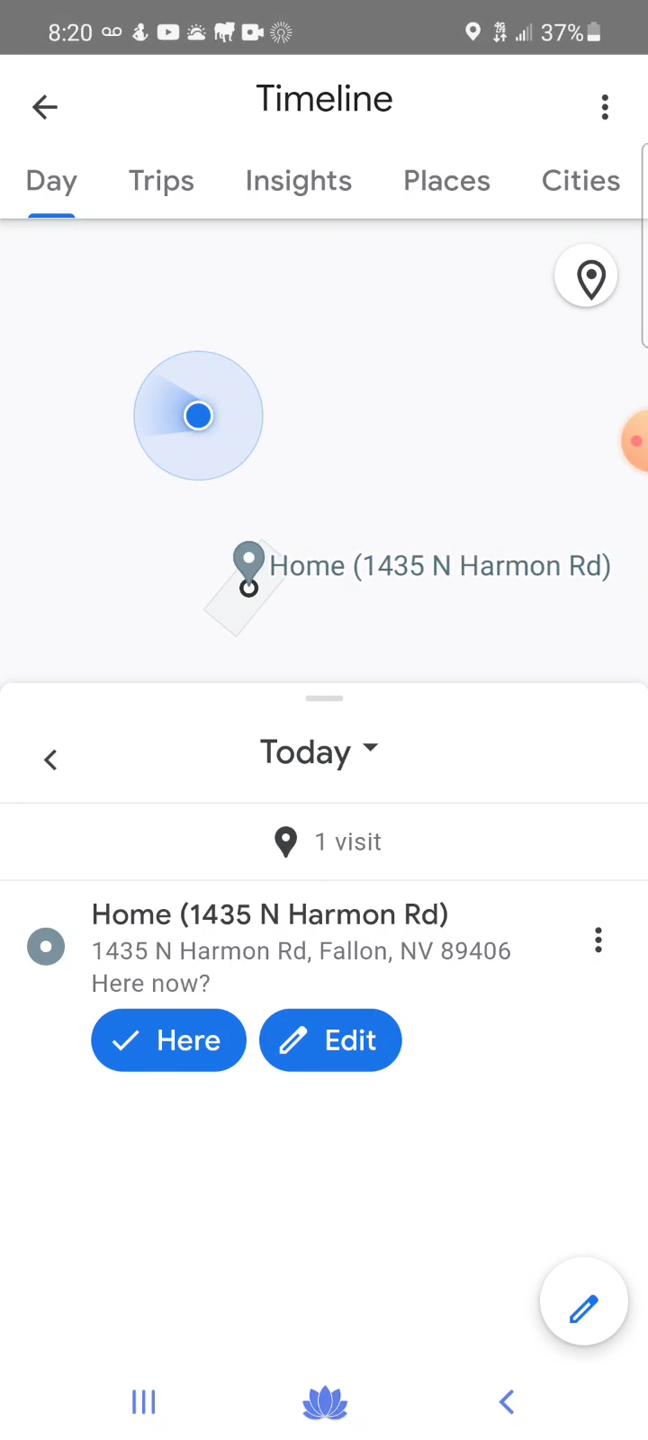 8:20
37%
Timeline
Day Trips Insights Places Cities
Home (1435 N Harmon Rd)
Today
1 visit
Home (1435 N Harmon Rd)
1435 N Harmon Rd, Fallon, NV 89406
Here now?
Here Edit